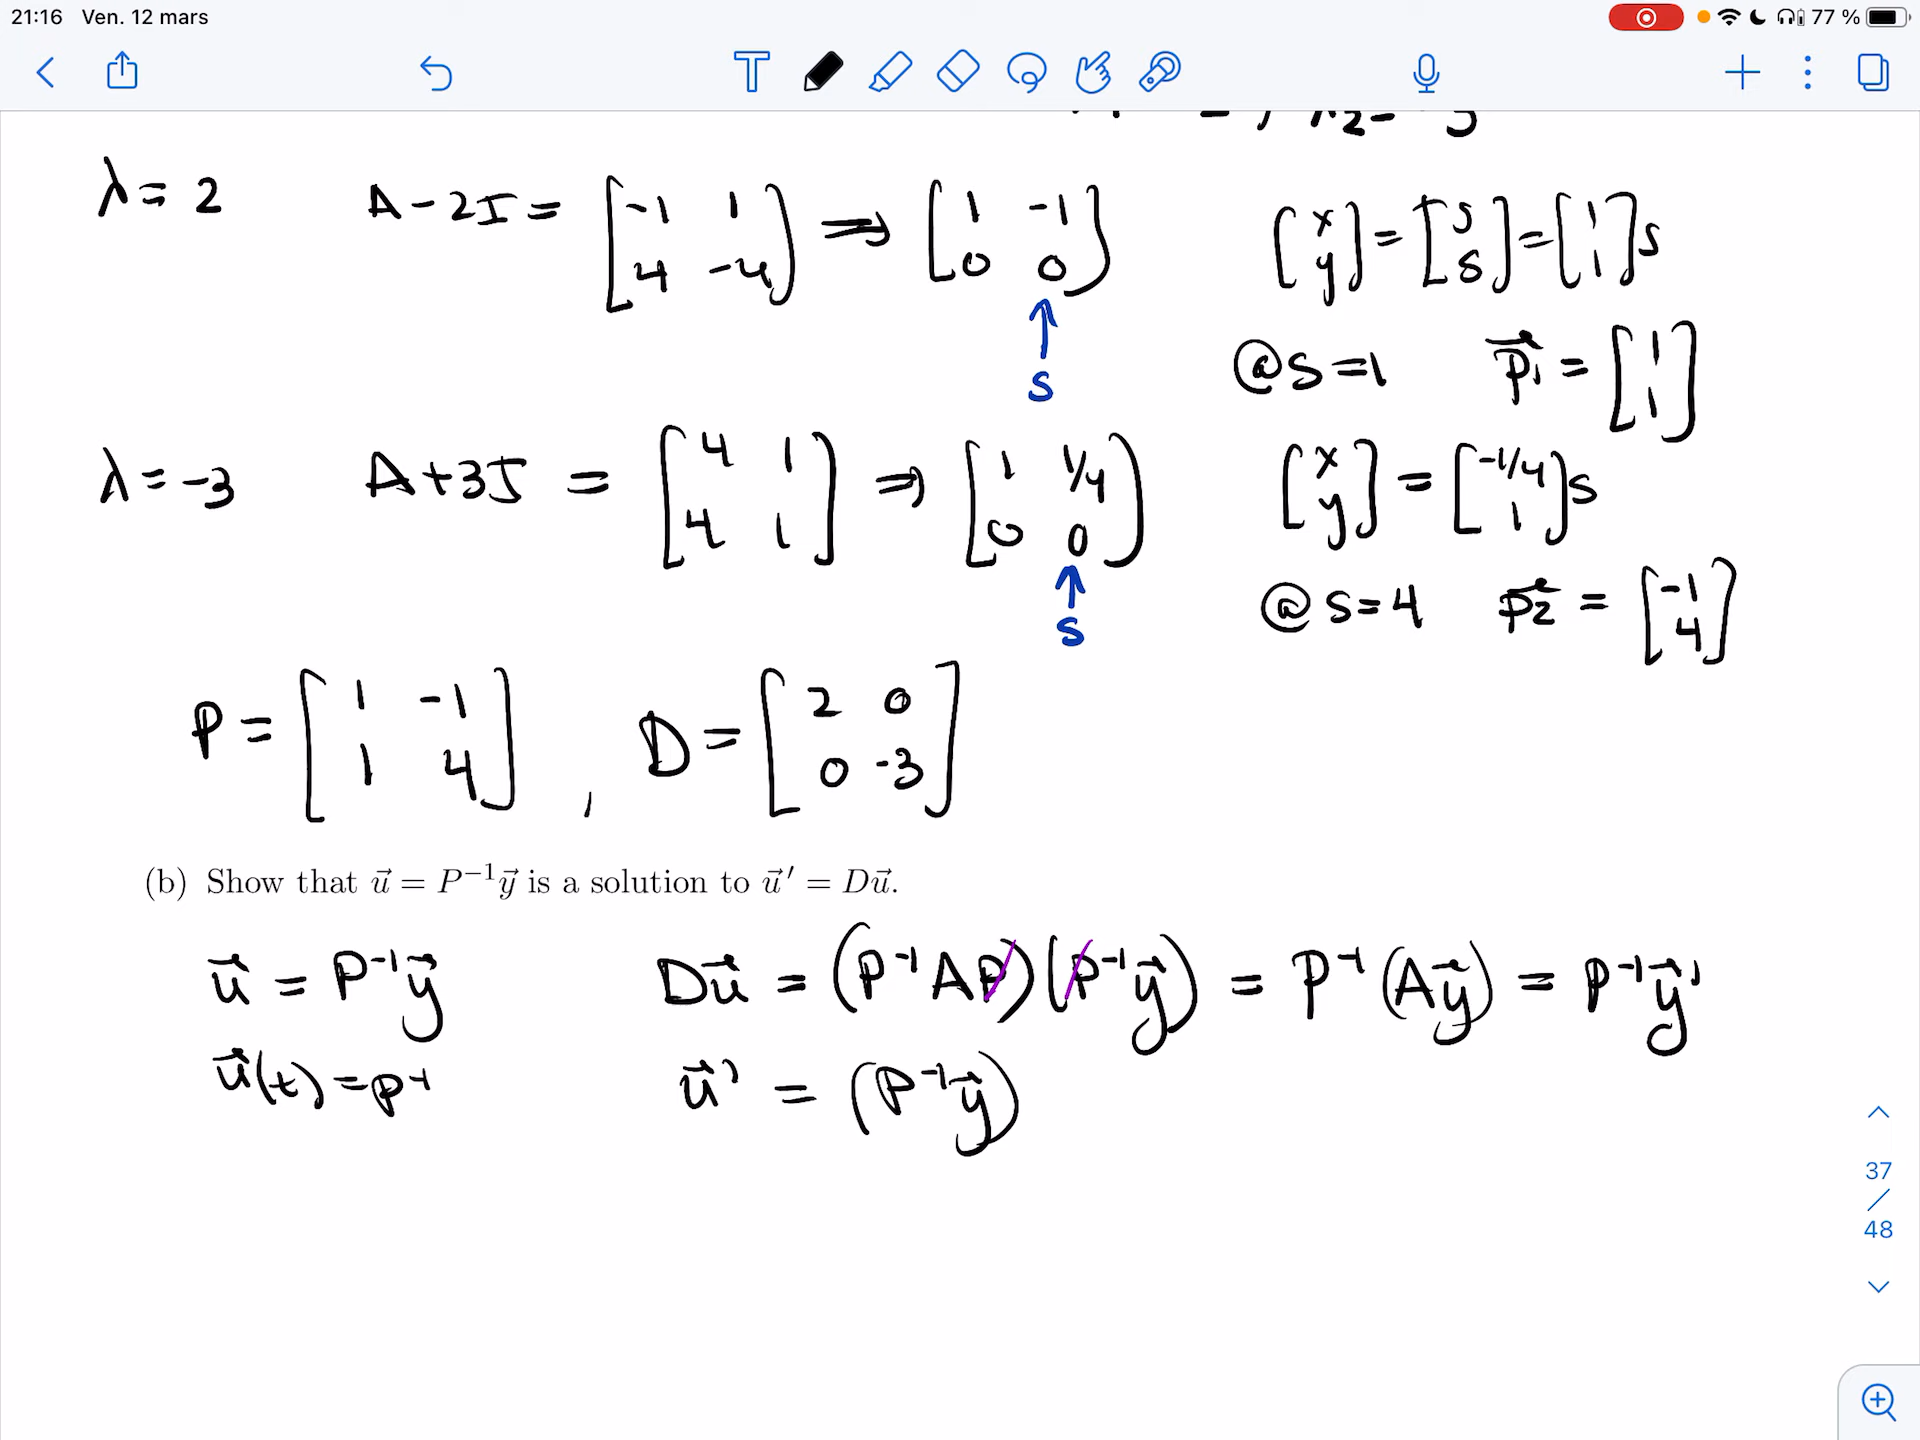 21:16 Ven. 12 mars 77 %
T
λ2=
λ = 2 A - 2I = [-1 1; 4 -4] ⇒ [1 -1; 0 0] [x; y] = [s; s] = [1; 1]s
s
@ s = 1 p⃗1 = [1; 1]
λ = -3 A + 3I = [4 1; 4 1] ⇒ [1 1/4; 0 0] [x; y] = [-1/4; 1]s
s
@ s = 4 p⃗2 = [-1; 4]
P = [1 -1; 1 4] , D = [2 0; 0 -3]
(b) Show that u⃗ = P⁻¹y⃗ is a solution to u⃗′ = Du⃗.
u⃗ = P⁻¹y⃗ Du⃗ = (P⁻¹AP)(P⁻¹y⃗) = P⁻¹(Ay⃗) = P⁻¹y⃗′
u⃗(t) = P⁻¹ u⃗′ = (P⁻¹y⃗)
37
/
48